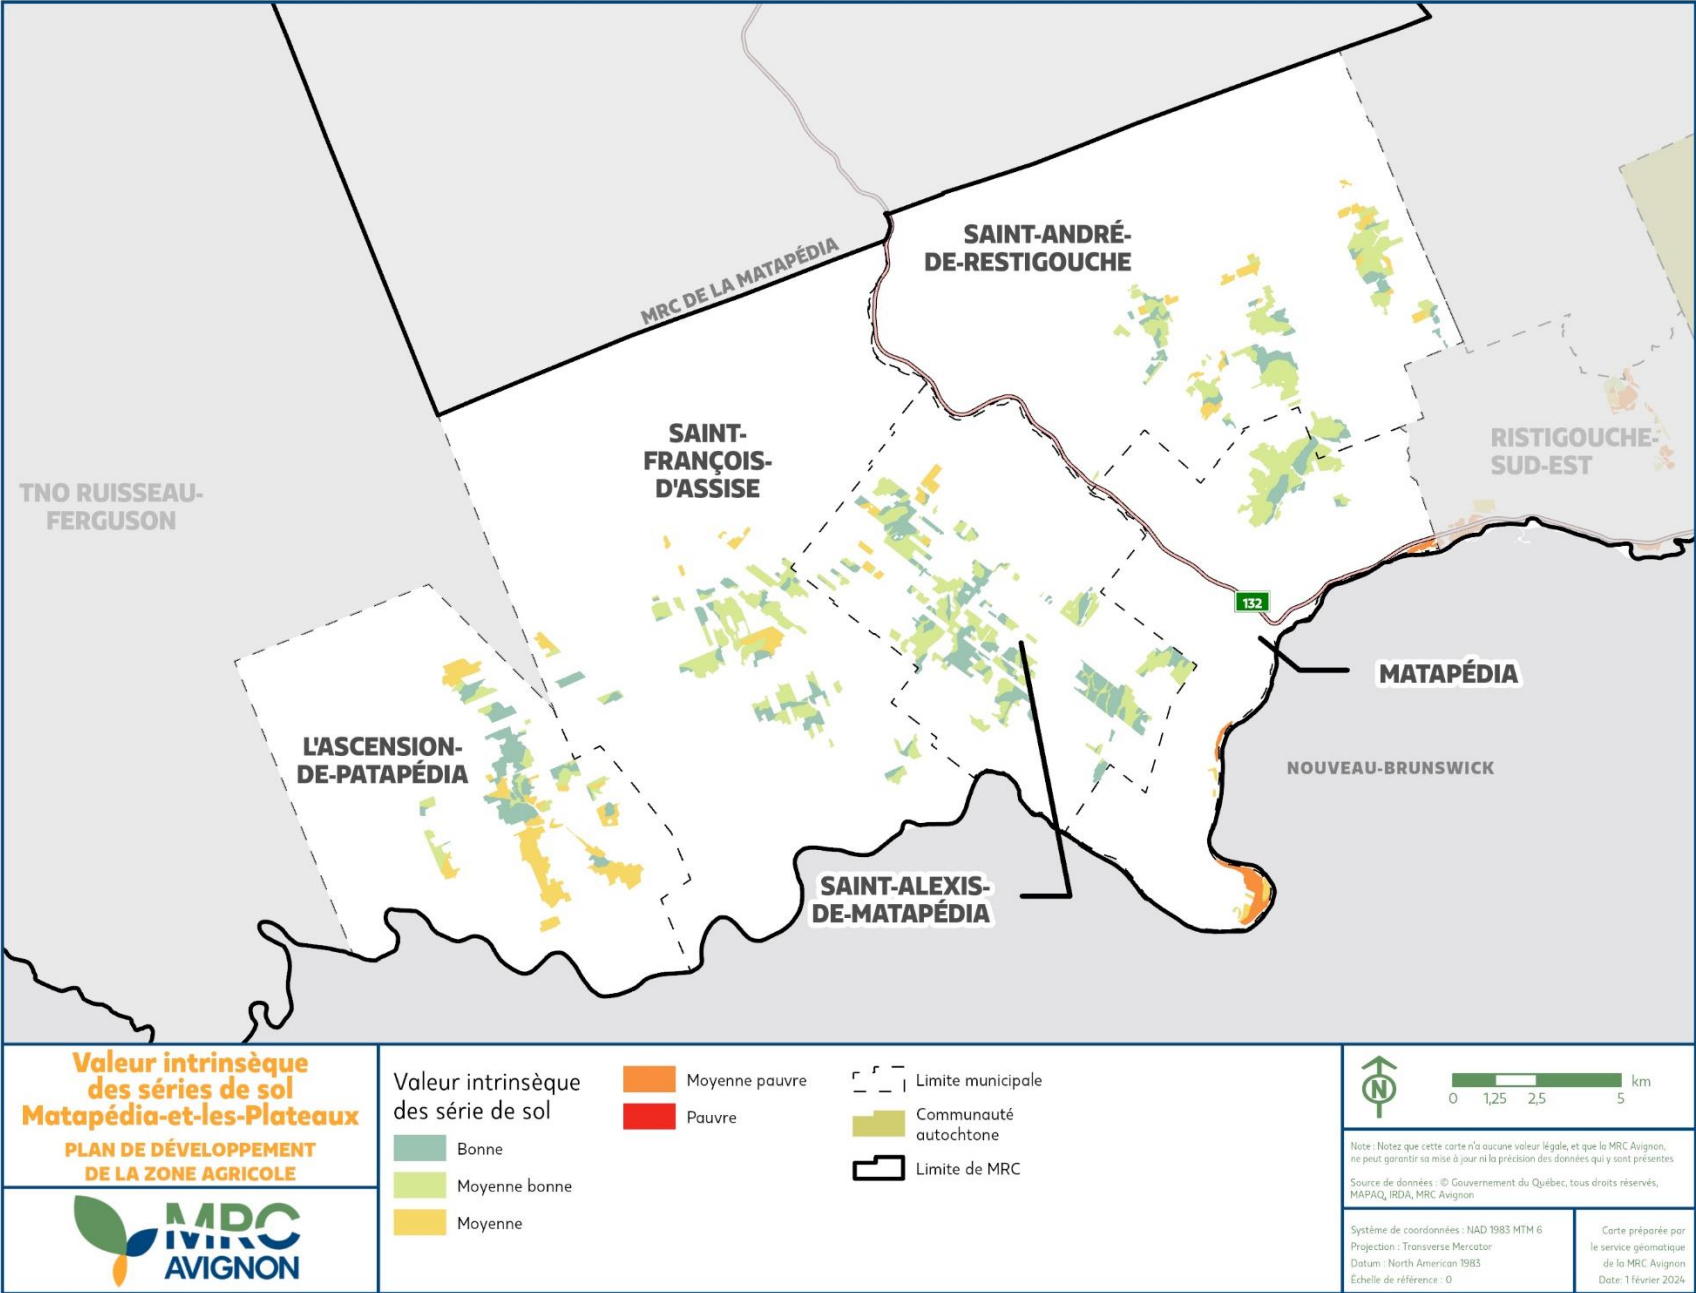 SAINT-ANDRÉ-
DE-RESTIGOUCHE
MRC DE LA MATAPÉDIA
SAINT-
FRANÇOIS-
D'ASSISE
RISTIGOUCHE-
SUD-EST
TNO RUISSEAU-
FERGUSON
132
MATAPÉDIA
L'ASCENSION-
DE-PATAPÉDIA
NOUVEAU-BRUNSWICK
SAINT-ALEXIS-
DE-MATAPÉDIA
Valeur intrinsèque
des séries de sol
Matapédia-et-les-Plateaux
PLAN DE DÉVELOPPEMENT
DE LA ZONE AGRICOLE
MRC
AVIGNON
Valeur intrinsèque
des série de sol
Bonne
Moyenne bonne
Moyenne
Moyenne pauvre
Pauvre
Limite municipale
Communauté
autochtone
Limite de MRC
N
km
0 1,25 2,5 5
Note : Notez que cette carte n'a aucune valeur légale, et que la MRC Avignon,
ne peut garantir sa mise à jour ni la précision des données qui y sont présentes
Source de données : © Gouvernement du Québec, tous droits réservés,
MAPAQ, IRDA, MRC Avignon
Système de coordonnées : NAD 1983 MTM 6
Projection : Transverse Mercator
Datum : North American 1983
Échelle de référence : 0
Carte préparée par
le service géomatique
de la MRC Avignon
Date: 1 février 2024